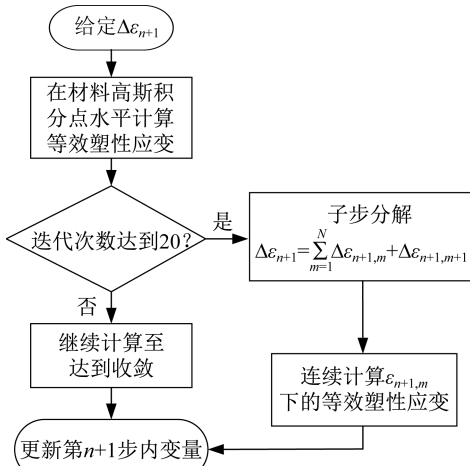 给定Δε_{n+1}
在材料高斯积
分点水平计算
等效塑性应变
迭代次数达到20?
是
子步分解
Δε_{n+1}=∑_{m=1}^{N}Δε_{n+1,m}+Δε_{n+1,m+1}
否
继续计算至
达到收敛
连续计算ε_{n+1,m}
下的等效塑性应变
更新第n+1步内变量